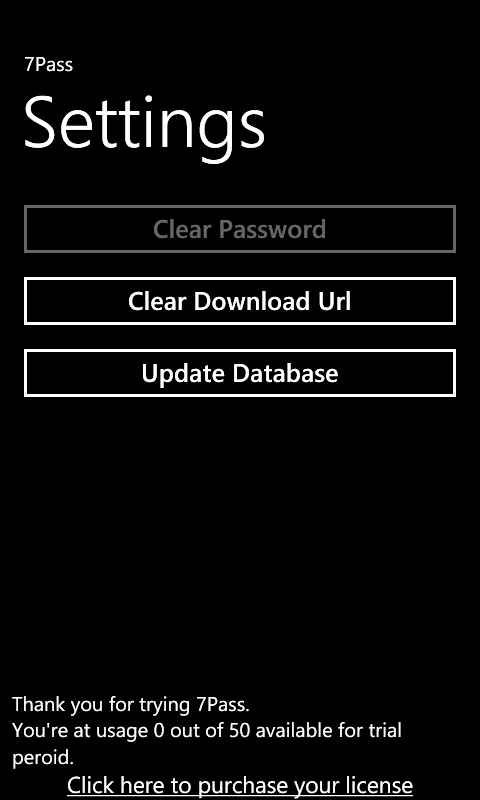 7Pass
Settings
Clear Password
Clear Download Url
Update Database
Thank you for trying 7Pass.
You're at usage 0 out of 50 available for trial
peroid.
Click here to purchase your license